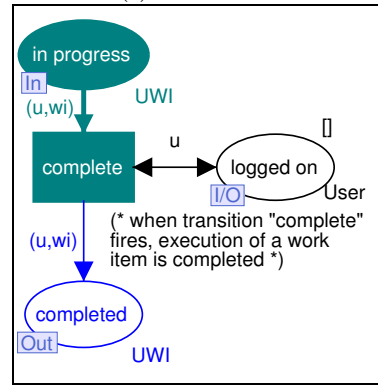 in progress
In
UWI
(u,wi)
[]
u
complete
logged on
I/O
User
(* when transition "complete"
fires, execution of a work
item is completed *)
(u,wi)
completed
Out
UWI